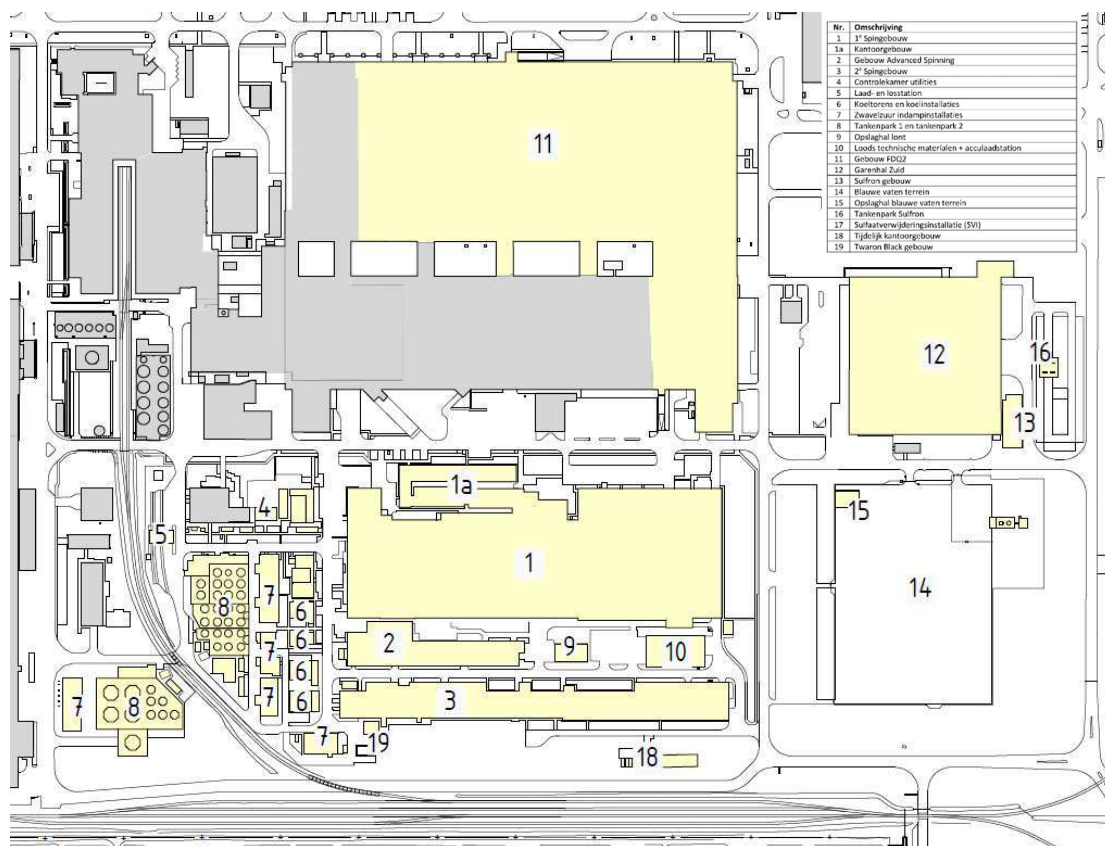 Nr. Omschrijving
1 1e Spingebouw
1a Kantoorgebouw
2 Gebouw Advanced Spinning
3 2e Spingebouw
4 Controlekamer utilities
5 Laad- en losstation
6 Koeltorens en koelinstallaties
7 Zwavelzuur indampinstallaties
8 Tankenpark 1 en tankenpark 2
9 Opslaghal lont
10 Loods technische materialen + acculaadstation
11 Gebouw FDQ2
12 Garenhal Zuid
13 Sulfron gebouw
14 Blauwe vaten terrein
15 Opslaghal blauwe vaten terrein
16 Tankenpark Sulfron
17 Sulfaatverwijderingsinstallatie (SVI)
18 Tijdelijk kantoorgebouw
19 Twaron Black gebouw
11
12
16
13
1a
4
15
5
1
7
14
8
6
2
6
9
7
10
6
7
3
6
7
8
19
7
18